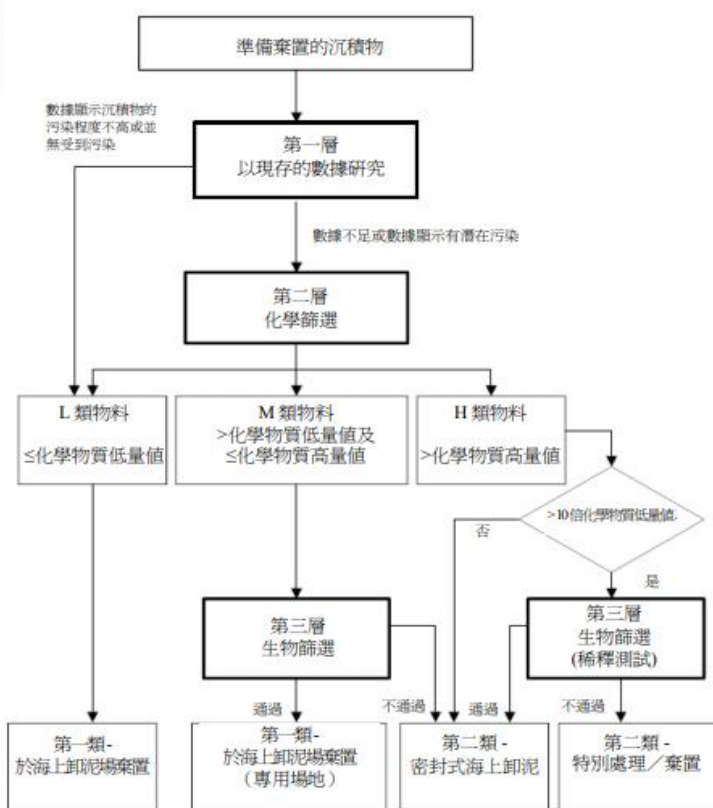 準備棄置的沉積物
數據顯示沉積物的
污染程度不高或並
無受到污染
第一層
以現存的數據研究
數據不足或數據顯示有潛在污染
第二層
化學篩選
L 類物料
≤化學物質低量值
M 類物料
>化學物質低量值及
≤化學物質高量值
H 類物料
>化學物質高量值
>10倍化學物質低量值.
否
是
第三層
生物篩選
第三層
生物篩選
(稀釋測試)
通過
不通過
通過
不通過
第一類-
於海上卸泥場棄置
第一類-
於海上卸泥場棄置
（專用場地）
第二類 -
密封式海上卸泥
第二類 -
特別處理／棄置